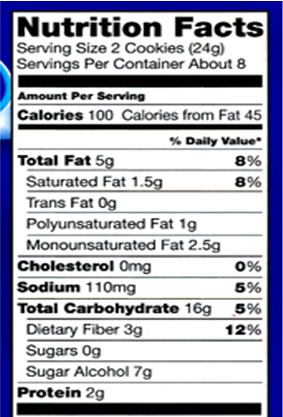 Nutrition Facts
Serving Size 2 Cookies (24g)
Servings Per Container About 8
Amount Per Serving
Calories 100 Calories from Fat 45
% Daily Value*
Total Fat 5g 8%
Saturated Fat 1.5g 8%
Trans Fat 0g
Polyunsaturated Fat 1g
Monounsaturated Fat 2.5g
Cholesterol 0mg 0%
Sodium 110mg 5%
Total Carbohydrate 16g 5%
Dietary Fiber 3g 12%
Sugars 0g
Sugar Alcohol 7g
Protein 2g